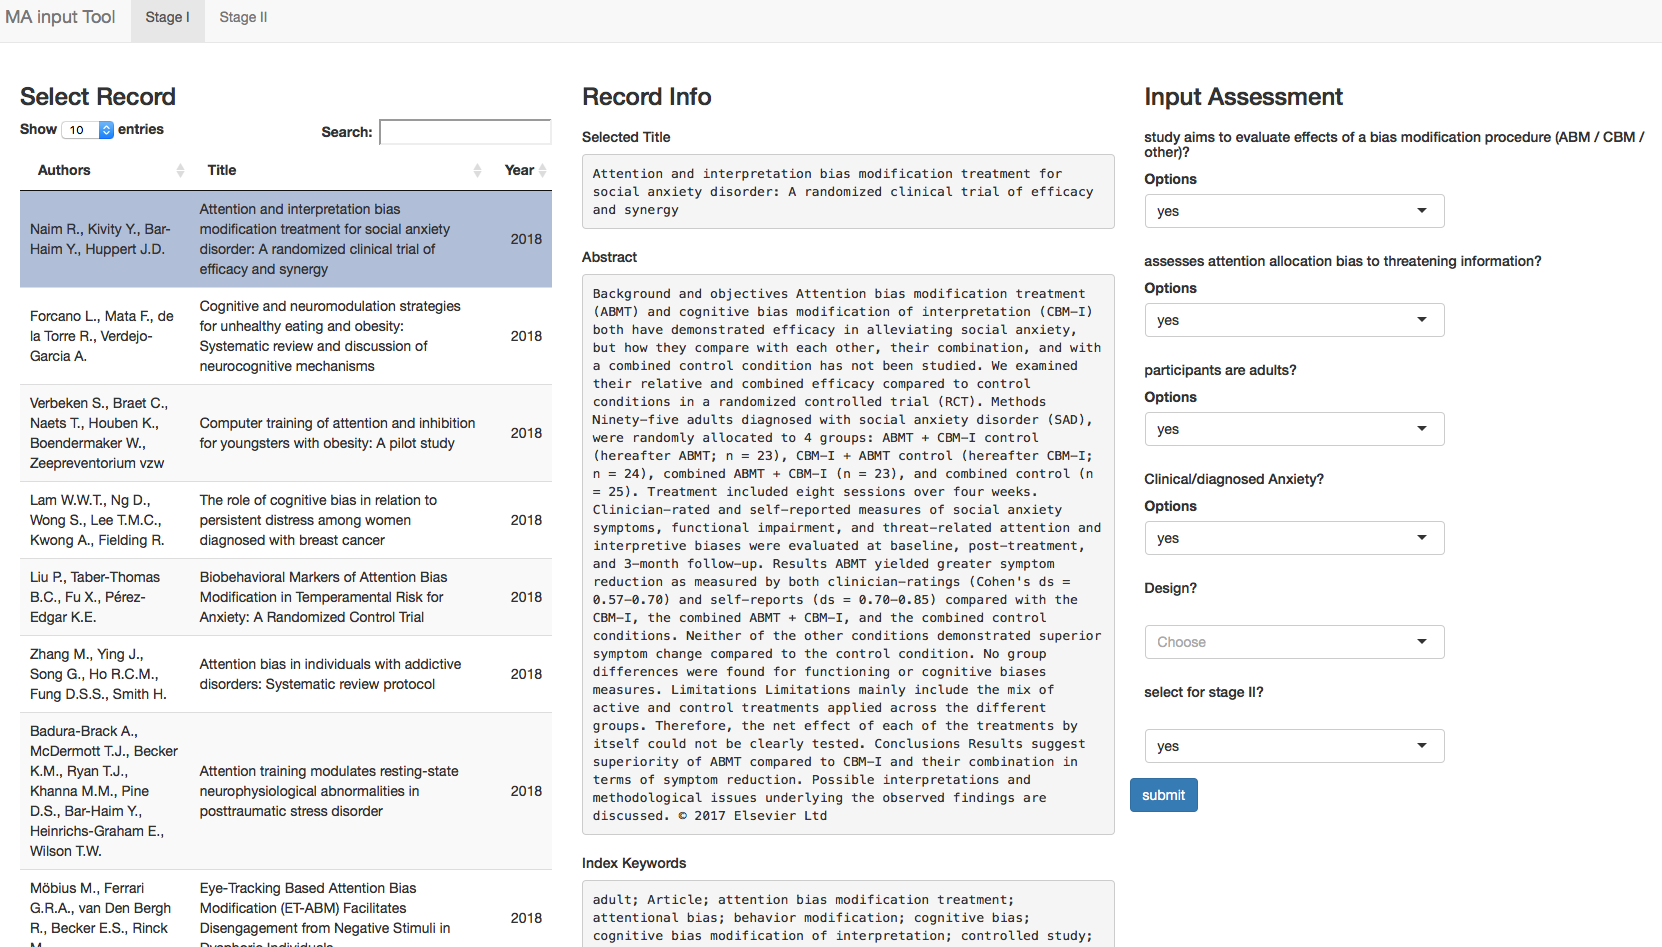 MA input Tool
Stage I
Stage II
Select Record
Show 10 entries
Search:
Authors
Title
Year
Naim R., Kivity Y., Bar-
Haim Y., Huppert J.D.
Attention and interpretation bias
modification treatment for social anxiety
disorder: A randomized clinical trial of
efficacy and synergy
2018
Forcano L., Mata F., de
la Torre R., Verdejo-
Garcia A.
Cognitive and neuromodulation strategies
for unhealthy eating and obesity:
Systematic review and discussion of
neurocognitive mechanisms
2018
Verbeken S., Braet C.,
Naets T., Houben K.,
Boendermaker W.,
Zeepreventorium vzw
Computer training of attention and inhibition
for youngsters with obesity: A pilot study
2018
Lam W.W.T., Ng D.,
Wong S., Lee T.M.C.,
Kwong A., Fielding R.
The role of cognitive bias in relation to
persistent distress among women
diagnosed with breast cancer
2018
Liu P., Taber-Thomas
B.C., Fu X., Pérez-
Edgar K.E.
Biobehavioral Markers of Attention Bias
Modification in Temperamental Risk for
Anxiety: A Randomized Control Trial
2018
Zhang M., Ying J.,
Song G., Ho R.C.M.,
Fung D.S.S., Smith H.
Attention bias in individuals with addictive
disorders: Systematic review protocol
2018
Badura-Brack A.,
McDermott T.J., Becker
K.M., Ryan T.J.,
Khanna M.M., Pine
D.S., Bar-Haim Y.,
Heinrichs-Graham E.,
Wilson T.W.
Attention training modulates resting-state
neurophysiological abnormalities in
posttraumatic stress disorder
2018
Möbius M., Ferrari
G.R.A., van Den Bergh
R., Becker E.S., Rinck
M.
Eye-Tracking Based Attention Bias
Modification (ET-ABM) Facilitates
Disengagement from Negative Stimuli in
Dysphoric Individuals
2018
Record Info
Selected Title
Attention and interpretation bias modification treatment for
social anxiety disorder: A randomized clinical trial of efficacy
and synergy
Abstract
Background and objectives Attention bias modification treatment
(ABMT) and cognitive bias modification of interpretation (CBM-I)
both have demonstrated efficacy in alleviating social anxiety,
but how they compare with each other, their combination, and with
a combined control condition has not been studied. We examined
their relative and combined efficacy compared to control
conditions in a randomized controlled trial (RCT). Methods
Ninety-five adults diagnosed with social anxiety disorder (SAD),
were randomly allocated to 4 groups: ABMT + CBM-I control
(hereafter ABMT; n = 23), CBM-I + ABMT control (hereafter CBM-I;
n = 24), combined ABMT + CBM-I (n = 23), and combined control (n
= 25). Treatment included eight sessions over four weeks.
Clinician-rated and self-reported measures of social anxiety
symptoms, functional impairment, and threat-related attention and
interpretive biases were evaluated at baseline, post-treatment,
and 3-month follow-up. Results ABMT yielded greater symptom
reduction as measured by both clinician-ratings (Cohen's ds =
0.57-0.70) and self-reports (ds = 0.70-0.85) compared with the
CBM-I, the combined ABMT + CBM-I, and the combined control
conditions. Neither of the other conditions demonstrated superior
symptom change compared to the control condition. No group
differences were found for functioning or cognitive biases
measures. Limitations Limitations mainly include the mix of
active and control treatments applied across the different
groups. Therefore, the net effect of each of the treatments by
itself could not be clearly tested. Conclusions Results suggest
superiority of ABMT compared to CBM-I and their combination in
terms of symptom reduction. Possible interpretations and
methodological issues underlying the observed findings are
discussed. © 2017 Elsevier Ltd
Index Keywords
adult; Article; attention bias modification treatment;
attentional bias; behavior modification; cognitive bias;
cognitive bias modification of interpretation; controlled study;
Input Assessment
study aims to evaluate effects of a bias modification procedure (ABM / CBM /
other)?
Options
yes
assesses attention allocation bias to threatening information?
Options
yes
participants are adults?
Options
yes
Clinical/diagnosed Anxiety?
Options
yes
Design?
Choose
select for stage II?
yes
submit